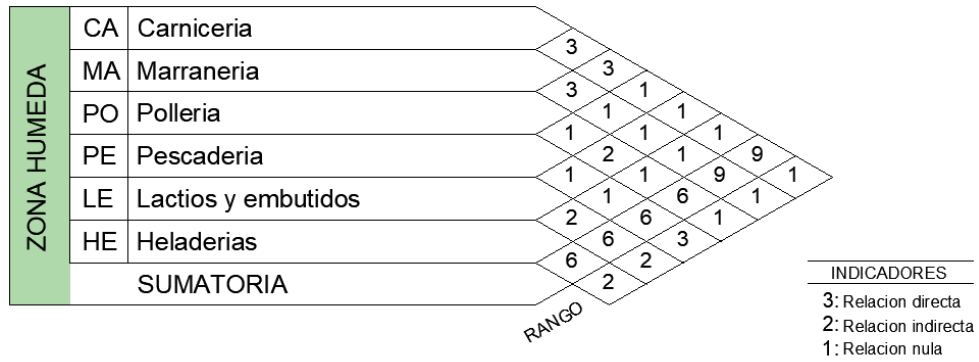 ZONA HUMEDA
CA Carniceria
MA Marraneria
PO Polleria
PE Pescaderia
LE Lactios y embutidos
HE Heladerias
SUMATORIA
3 3 1 1 1 9 1
3 1 1 1 9 1
1 2 1 6 1
1 1 6 3
2 6 2
6 2
RANGO
INDICADORES
3: Relacion directa
2: Relacion indirecta
1: Relacion nula